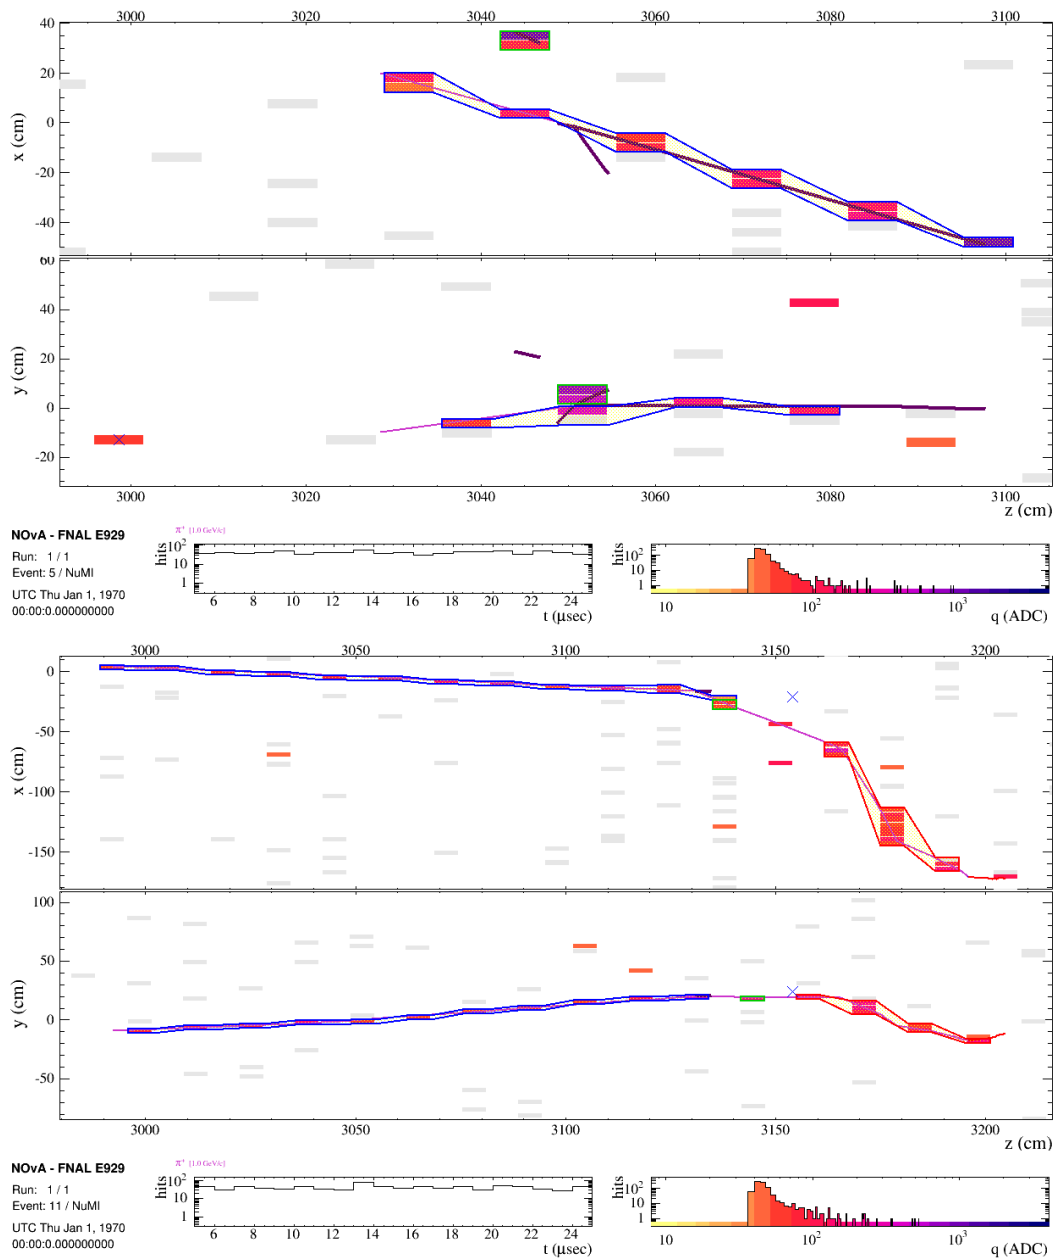 3000 3020 3040 3060 3080 3100
40
20
0
-20
-40
x (cm)
60
40
20
0
-20
y (cm)
3000 3020 3040 3060 3080 3100
z (cm)
NOvA - FNAL E929
Run: 1 / 1
Event: 5 / NuMI
UTC Thu Jan 1, 1970
00:00:0.000000000
π⁺ [1.0 GeV/c]
hits
10²
10
1
6 8 10 12 14 16 18 20 22 24
t (μsec)
hits
10²
10
1
10 10² 10³
q (ADC)
3000 3050 3100 3150 3200
0
-50
-100
-150
x (cm)
100
50
0
-50
y (cm)
3000 3050 3100 3150 3200
z (cm)
NOvA - FNAL E929
Run: 1 / 1
Event: 11 / NuMI
UTC Thu Jan 1, 1970
00:00:0.000000000
π⁺ [1.0 GeV/c]
hits
10²
10
1
6 8 10 12 14 16 18 20 22 24
t (μsec)
hits
10²
10
1
10 10² 10³
q (ADC)